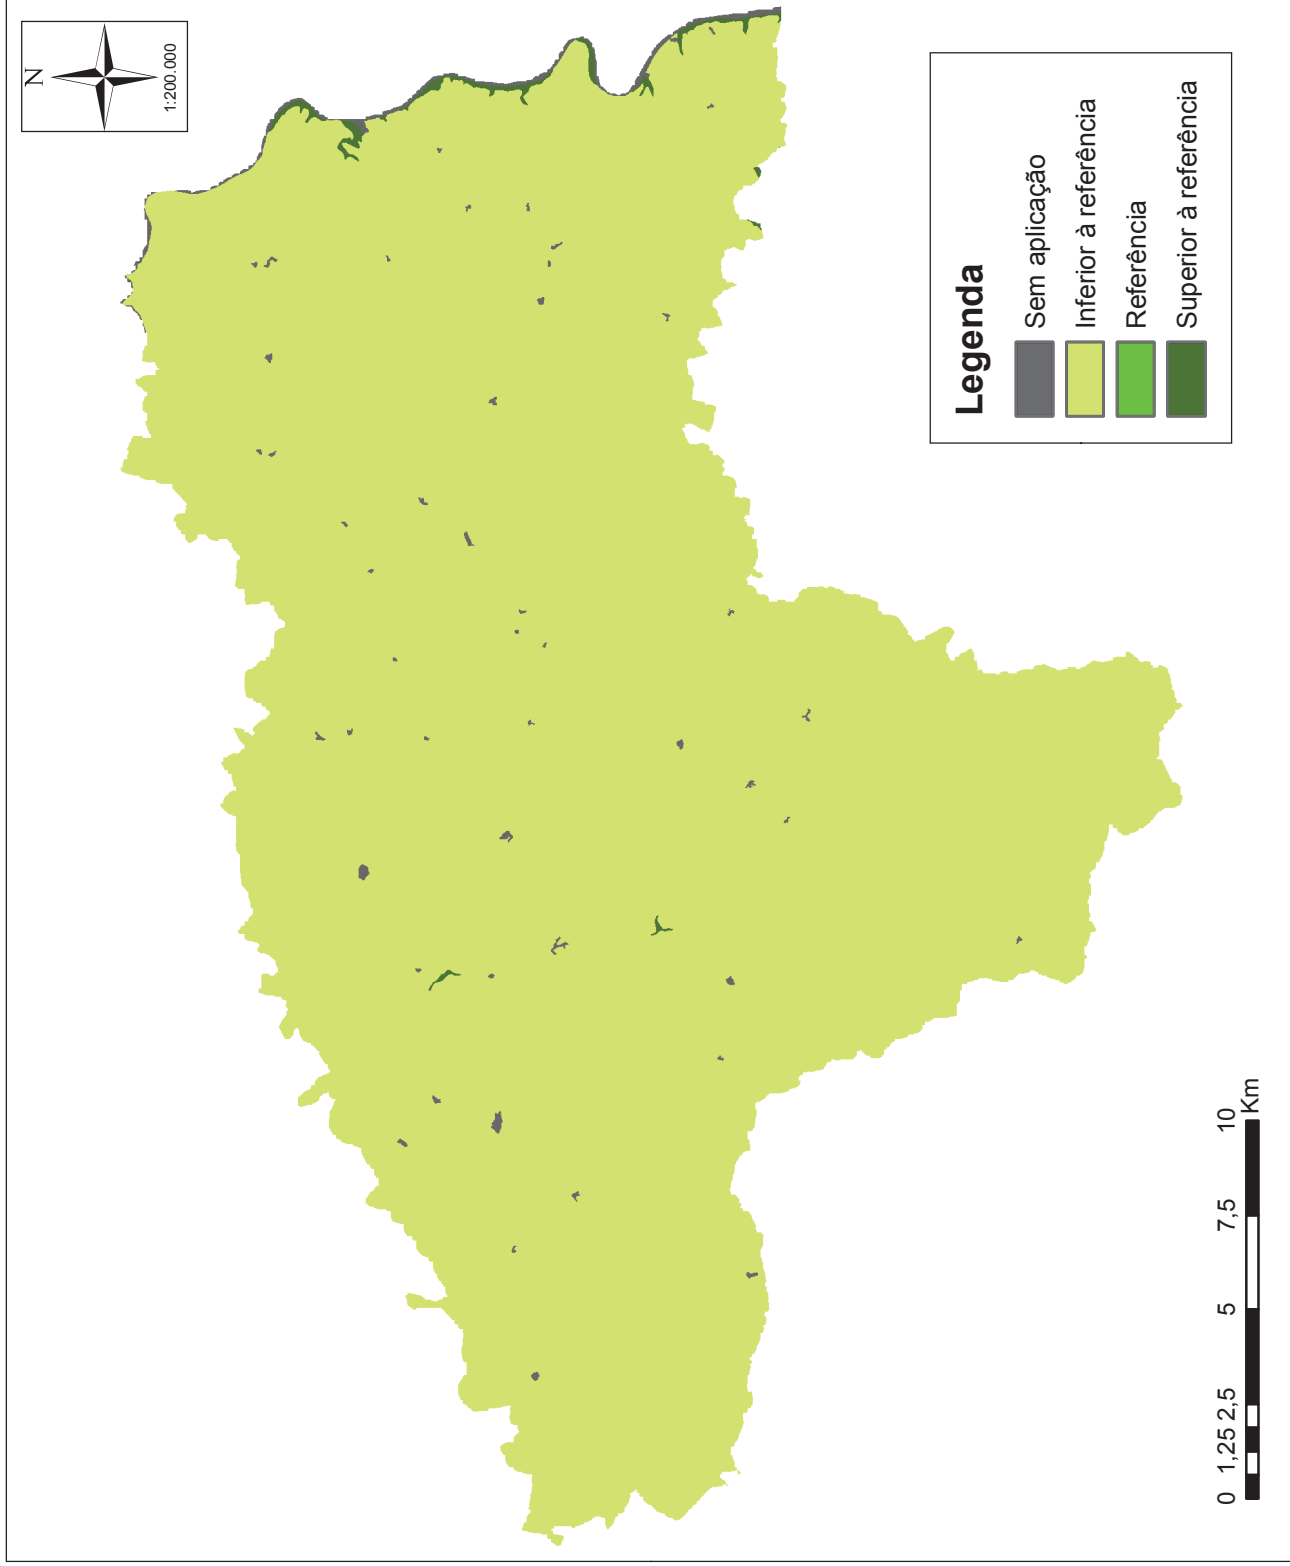 N
1:200.000
Legenda
Sem aplicação
Inferior à referência
Referência
Superior à referência
0 1,25 2,5 5 7,5 10
Km